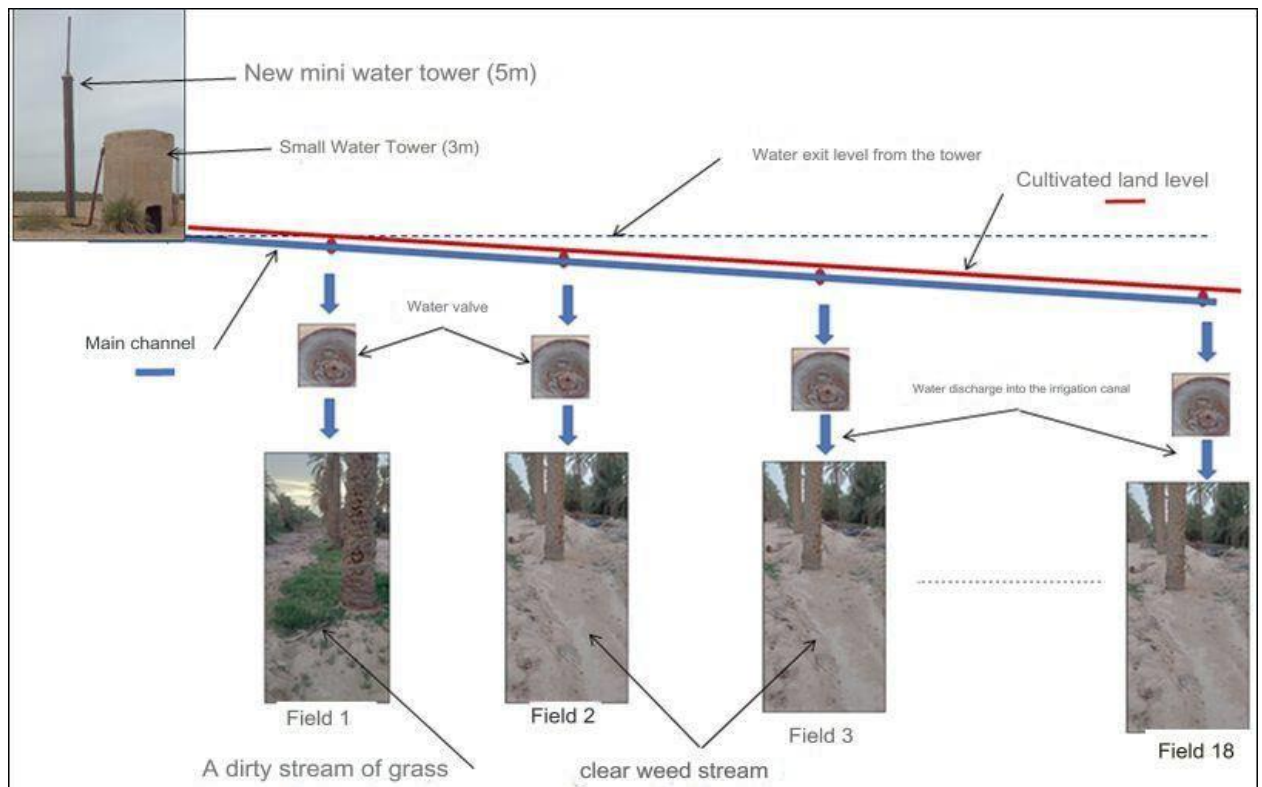 New mini water tower (5m)
Small Water Tower (3m)
Water exit level from the tower
Cultivated land level
Water valve
Main channel
Water discharge into the irrigation canal
Field 1
Field 2
Field 3
Field 18
A dirty stream of grass
clear weed stream